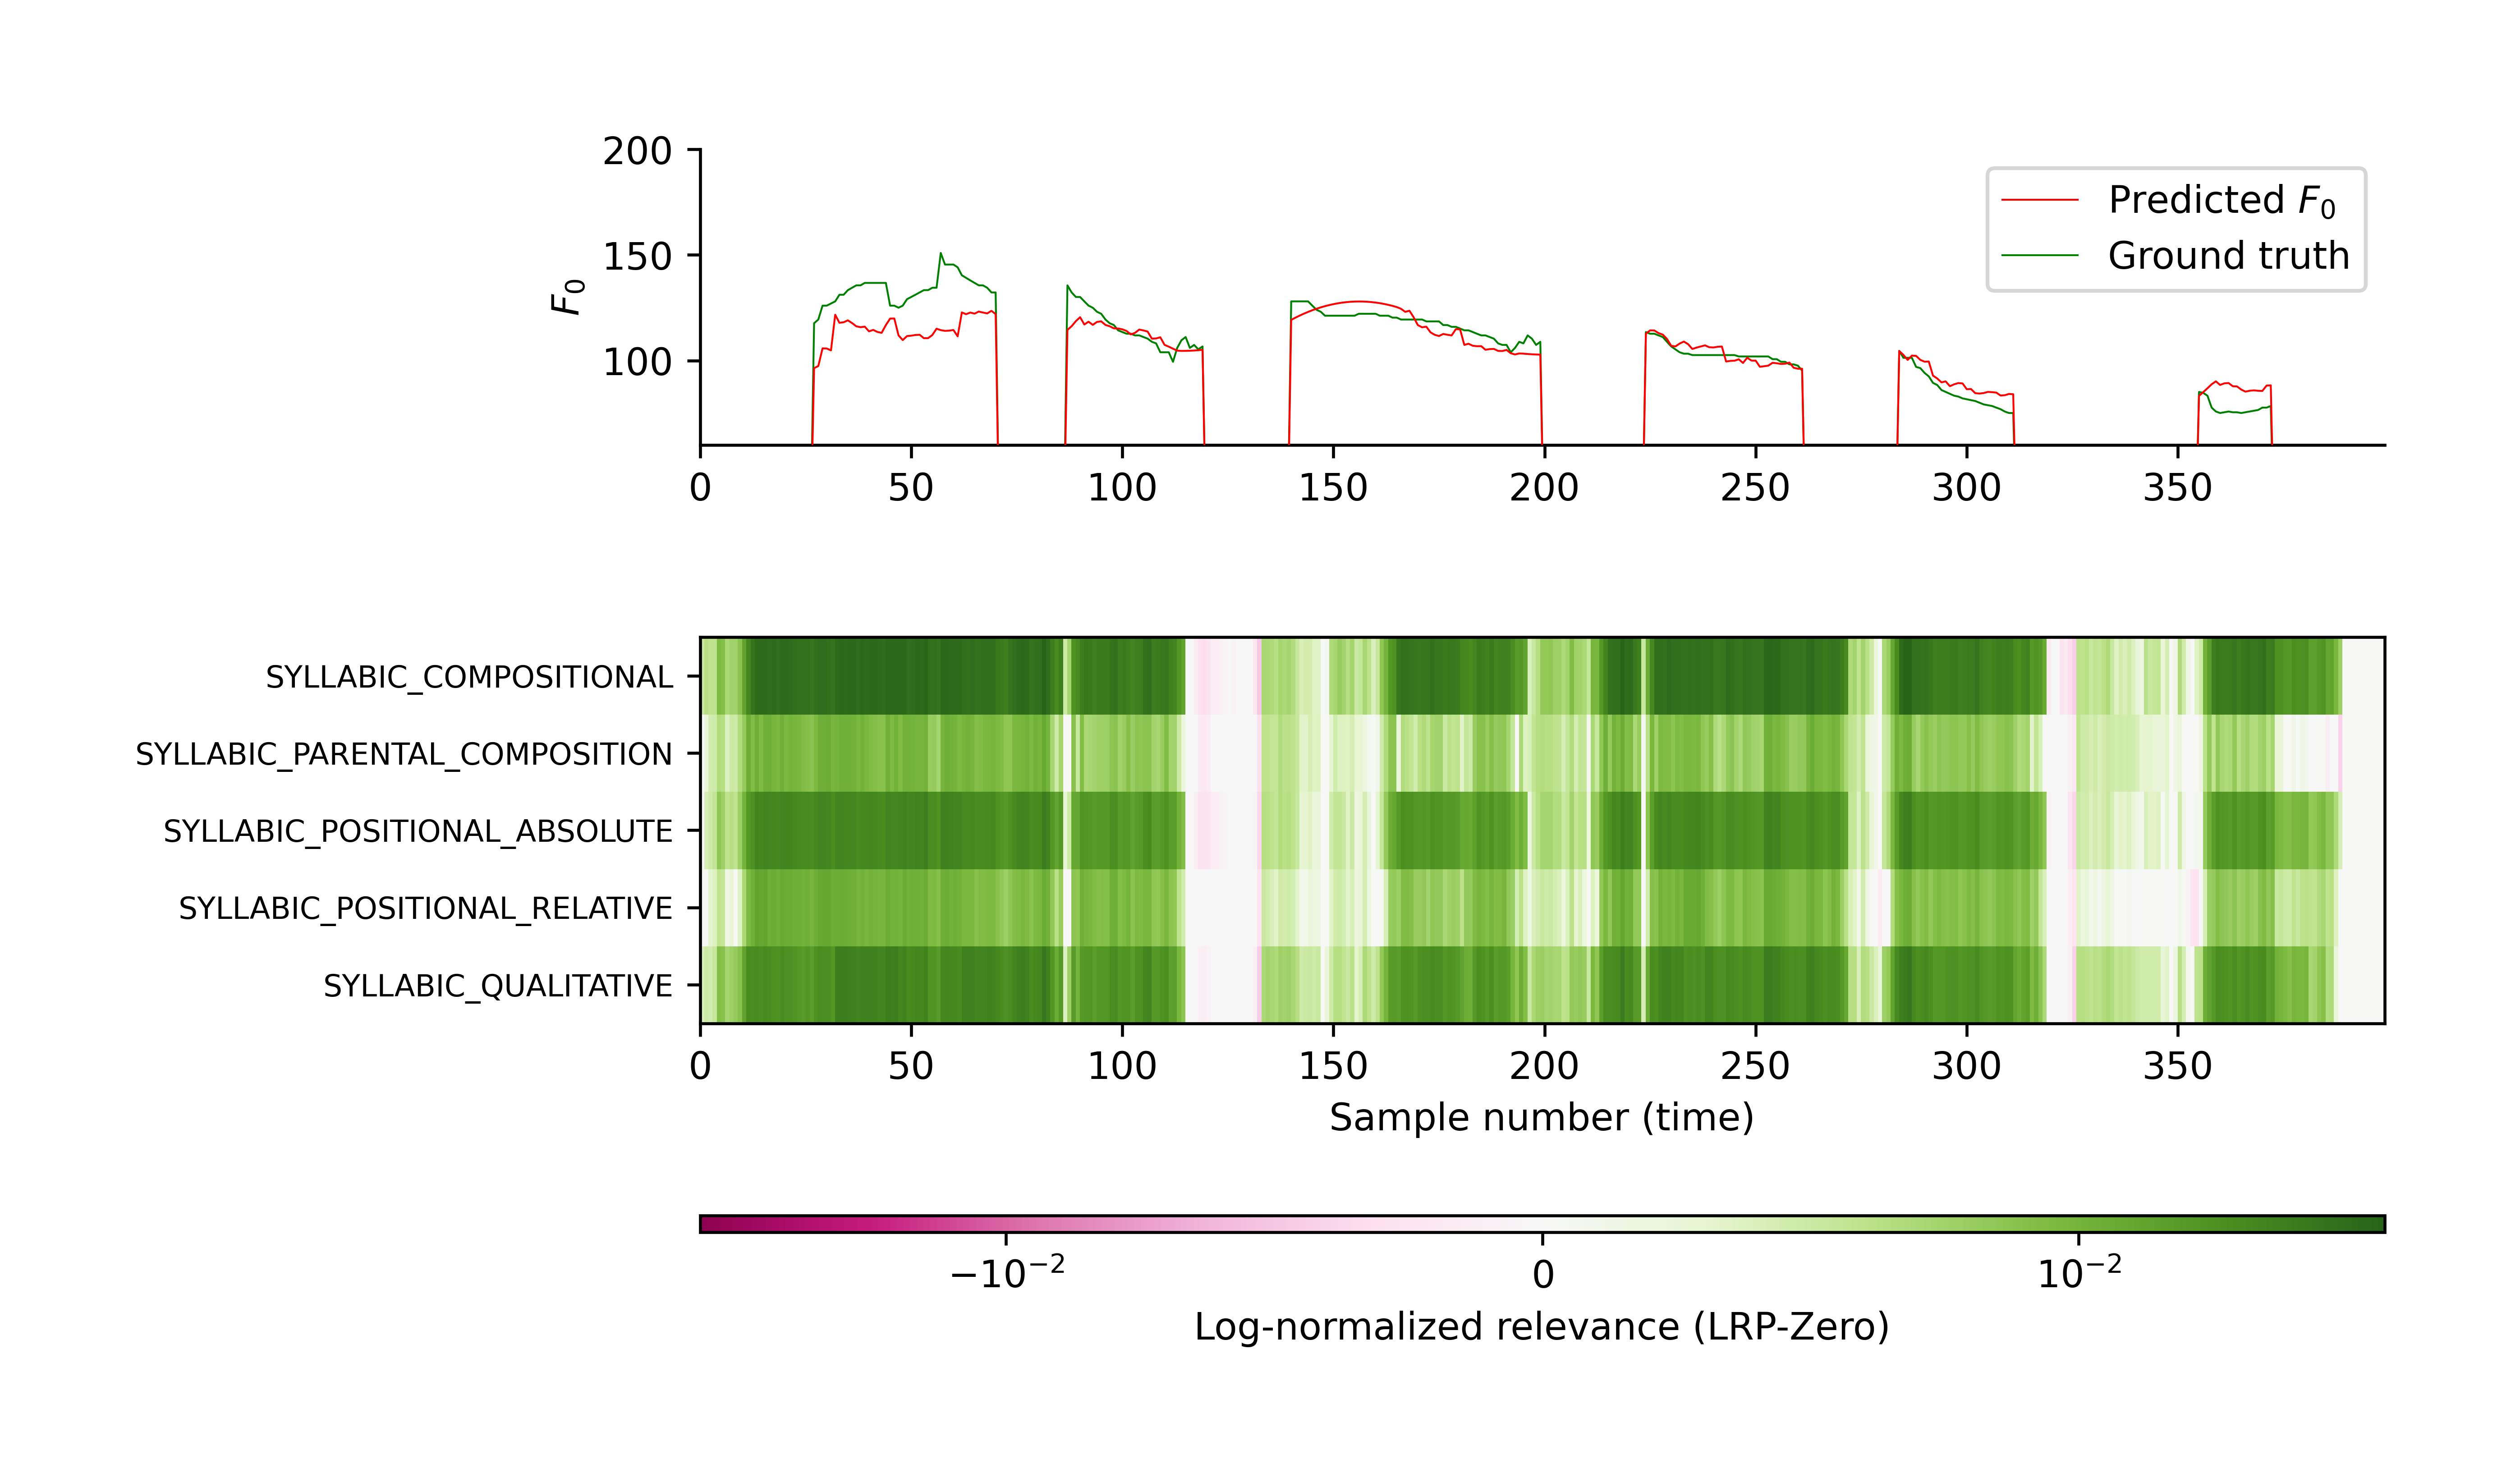 200
150
100
F0
Predicted F0
Ground truth
0 50 100 150 200 250 300 350
SYLLABIC_COMPOSITIONAL
SYLLABIC_PARENTAL_COMPOSITION
SYLLABIC_POSITIONAL_ABSOLUTE
SYLLABIC_POSITIONAL_RELATIVE
SYLLABIC_QUALITATIVE
0 50 100 150 200 250 300 350
Sample number (time)
−10−2 0 10−2
Log-normalized relevance (LRP-Zero)